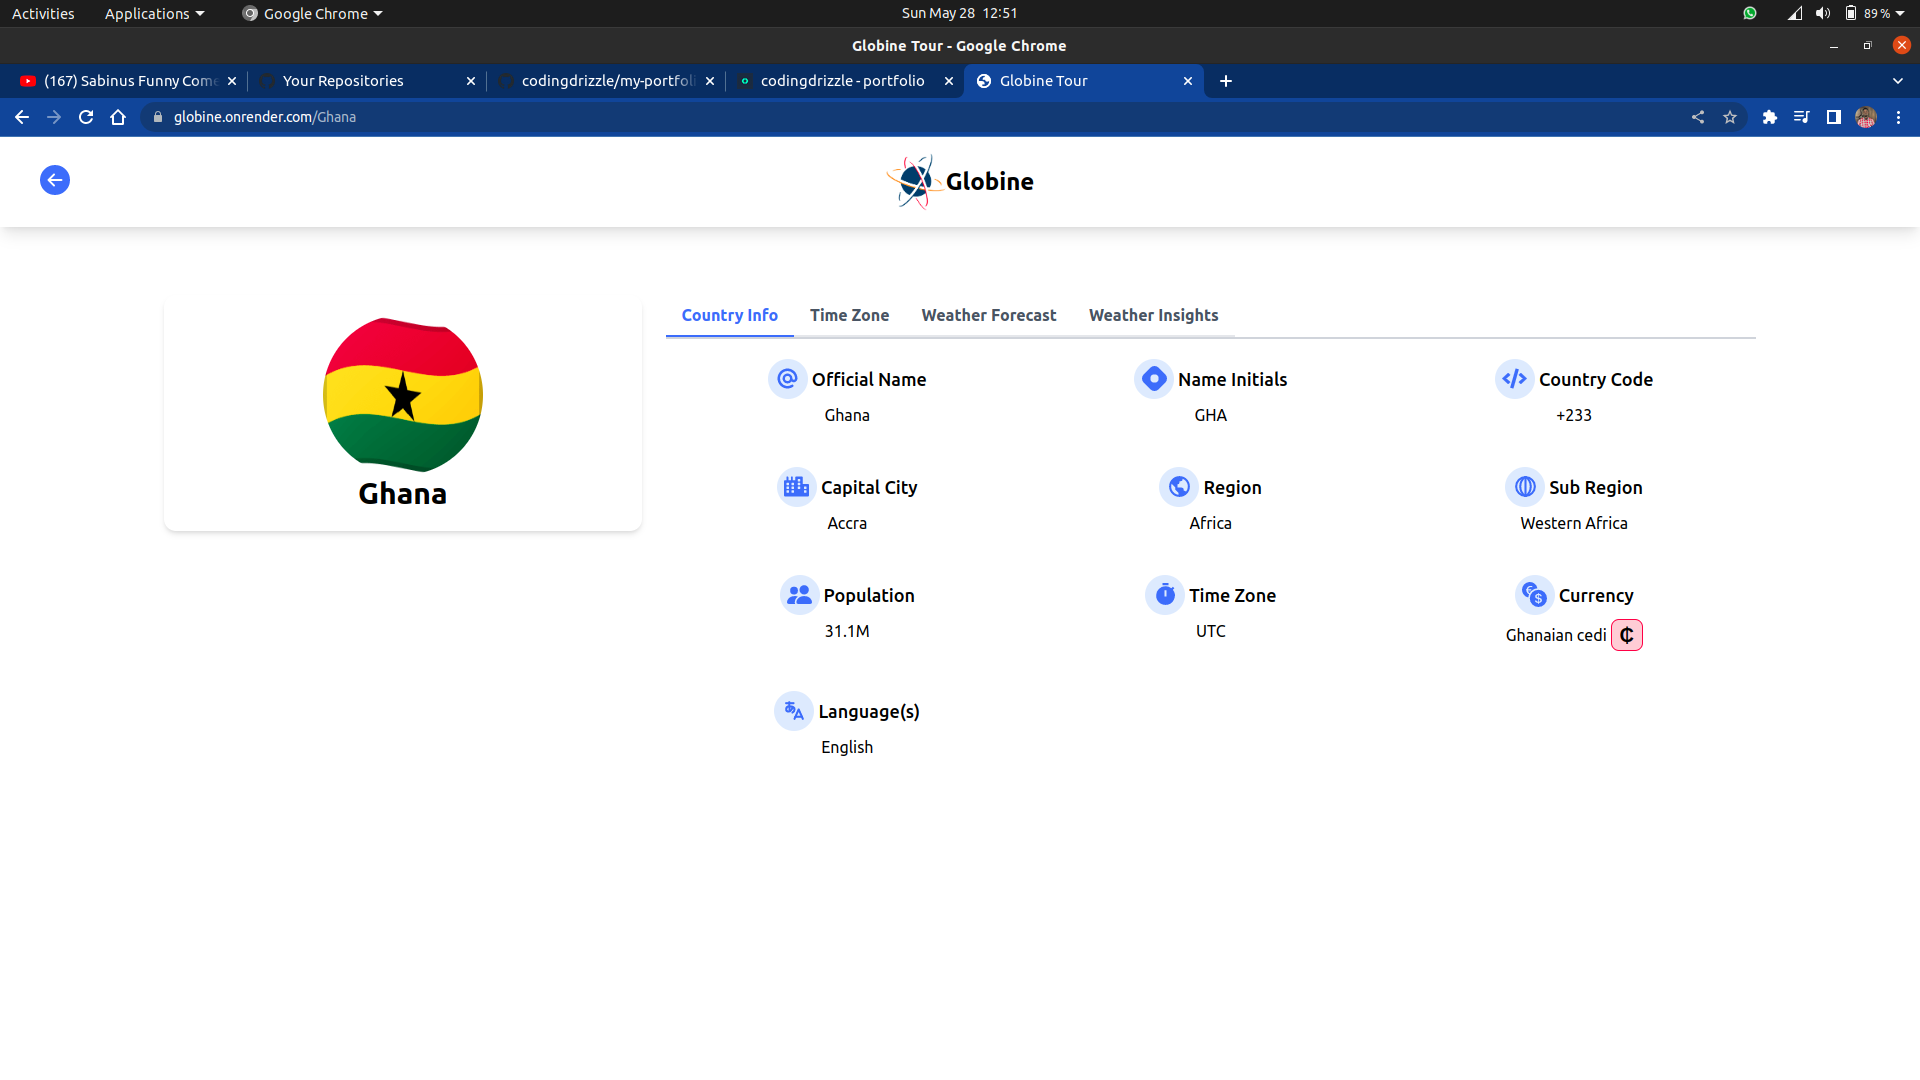 Activities Applications Google Chrome Sun May 28 12:51 89 %
Globine Tour - Google Chrome
(167) Sabinus Funny Com Your Repositories codingdrizzle/my-portfol codingdrizzle - portfolio Globine Tour
globine.onrender.com/Ghana
Globine
Country Info Time Zone Weather Forecast Weather Insights
Ghana
Official Name Name Initials Country Code
Ghana GHA +233
Capital City Region Sub Region
Accra Africa Western Africa
Population Time Zone Currency
31.1M UTC Ghanaian cedi ₵
Language(s)
English